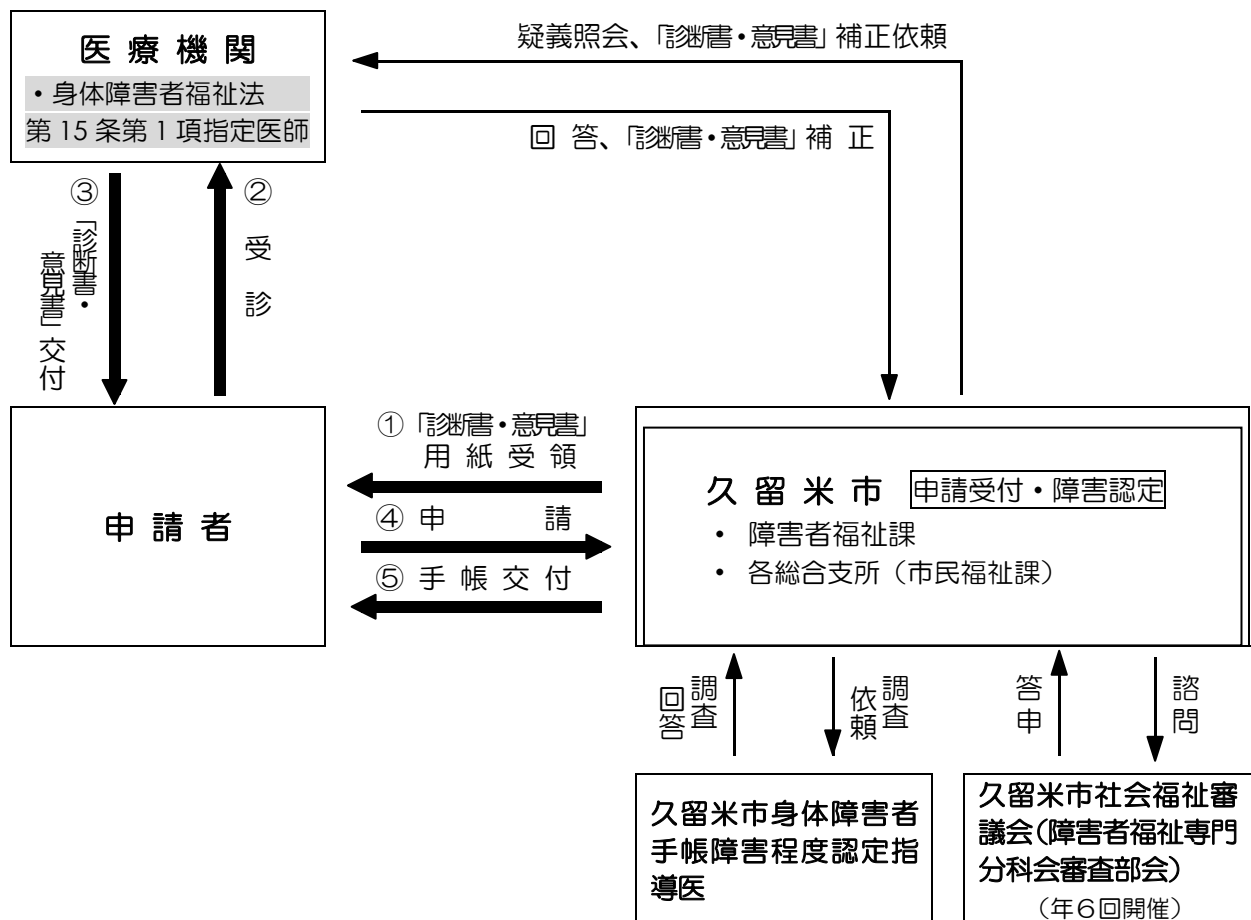 医療機関
・身体障害者福祉法
第15条第1項指定医師
疑義照会、「診断書・意見書」補正依頼
回答、「診断書・意見書」補正
③「診断書・
意見書」交付
②受診
申請者
①「診断書・意見書」
用紙受領
④申請
⑤手帳交付
久留米市 申請受付・障害認定
・ 障害者福祉課
・ 各総合支所（市民福祉課）
調査
回答
調査
依頼
答申
諮問
久留米市身体障害者
手帳障害程度認定指
導医
久留米市社会福祉審
議会（障害者福祉専門
分科会審査部会）
（年６回開催）